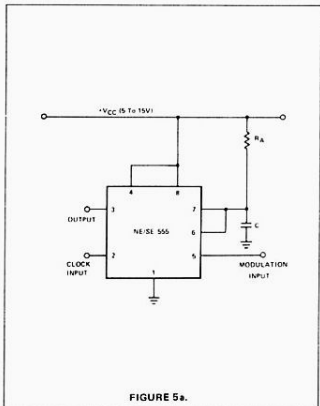 +VCC (5 To 15V)
RA
4
8
OUTPUT
3
7
C
NE/SE 555
6
CLOCK
INPUT
2
5
MODULATION
INPUT
1
FIGURE 5a.